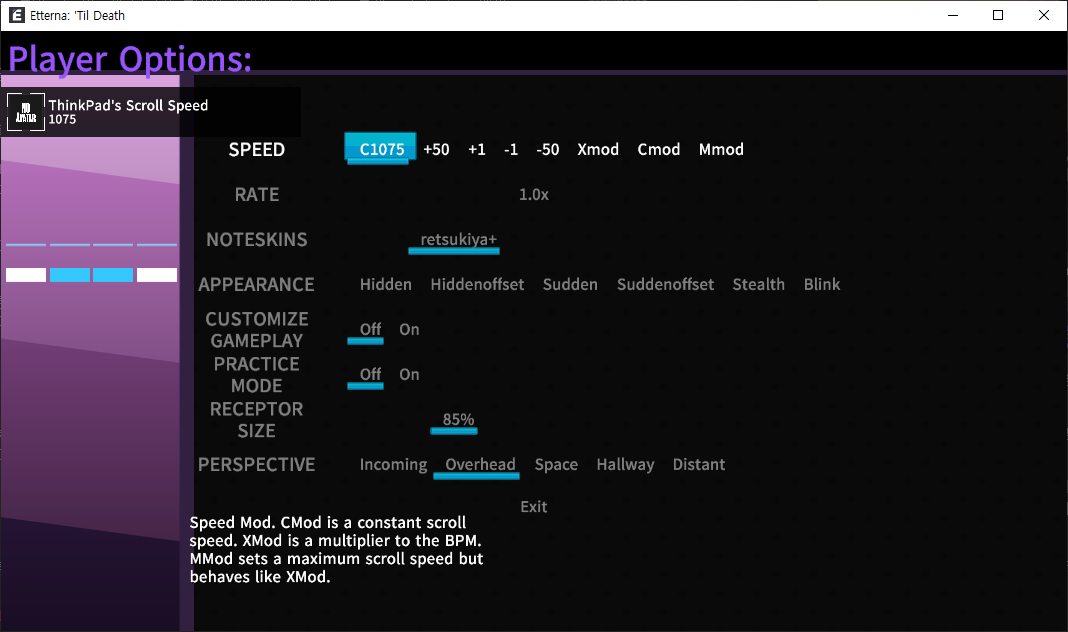 Etterna: 'Til Death
Player Options:
NO
AVATAR
ThinkPad's Scroll Speed
1075
SPEED C1075 +50 +1 -1 -50 Xmod Cmod Mmod
RATE 1.0x
NOTESKINS retsukiya+
APPEARANCE Hidden Hiddenoffset Sudden Suddenoffset Stealth Blink
CUSTOMIZE
GAMEPLAY Off On
PRACTICE
MODE Off On
RECEPTOR
SIZE 85%
PERSPECTIVE Incoming Overhead Space Hallway Distant
Exit
Speed Mod. CMod is a constant scroll
speed. XMod is a multiplier to the BPM.
MMod sets a maximum scroll speed but
behaves like XMod.